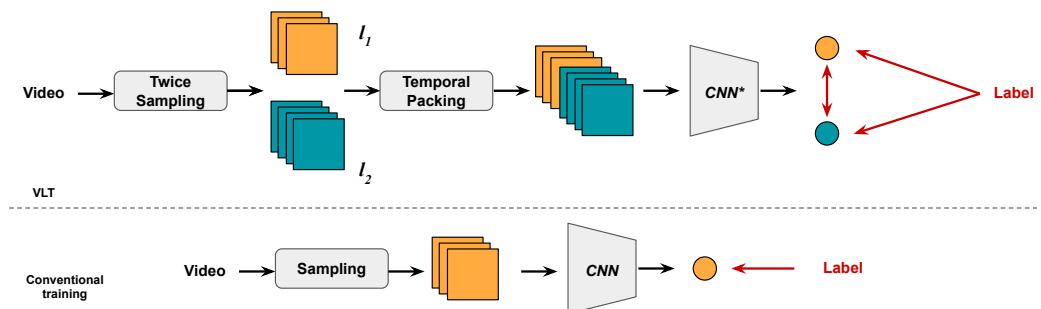 l1
Video
Twice
Sampling
Temporal
Packing
CNN*
Label
l2
VLT
Video
Sampling
CNN
Label
Conventional
training